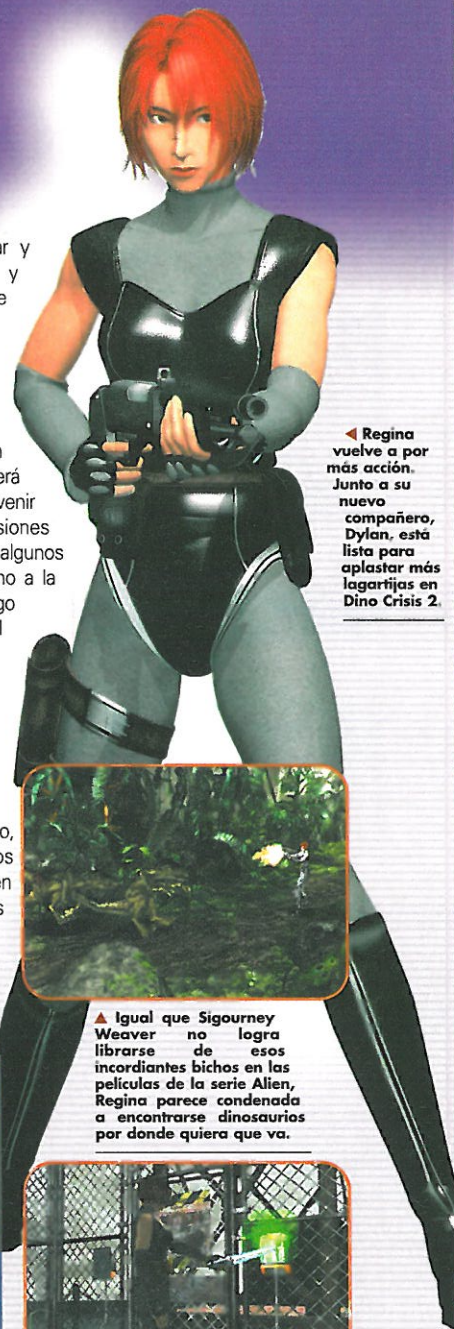 ar y
y
e
n
erá
venir
siones
algunos
no a la
go
l
o,
os
en
s
◀ Regina
vuelve a por
más acción.
Junto a su
nuevo
compañero,
Dylan, está
lista para
aplastar más
lagartijas en
Dino Crisis 2.
▲ Igual que Sigourney
Weaver no logra
librarse de esos
incordiantes bichos en las
películas de la serie Alien,
Regina parece condenada
a encontrarse dinosaurios
por donde quiera que va.